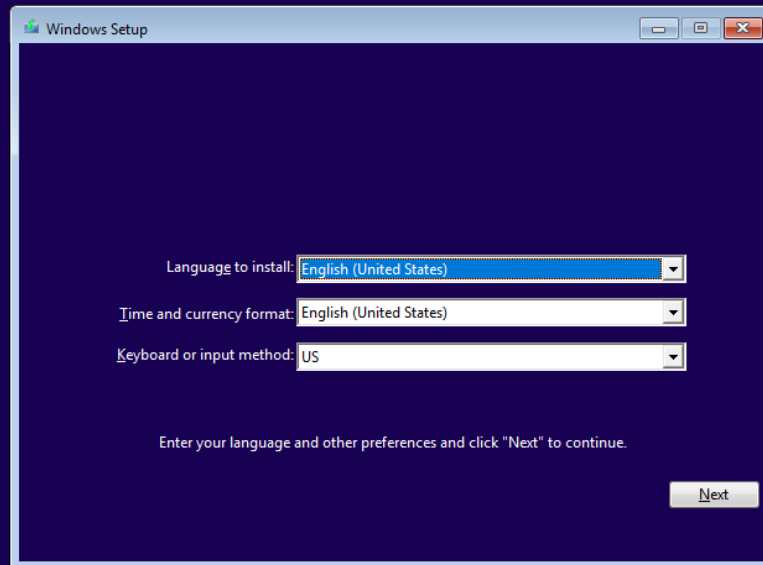 Windows Setup
Language to install: English (United States)
Time and currency format: English (United States)
Keyboard or input method: US
Enter your language and other preferences and click "Next" to continue.
Next